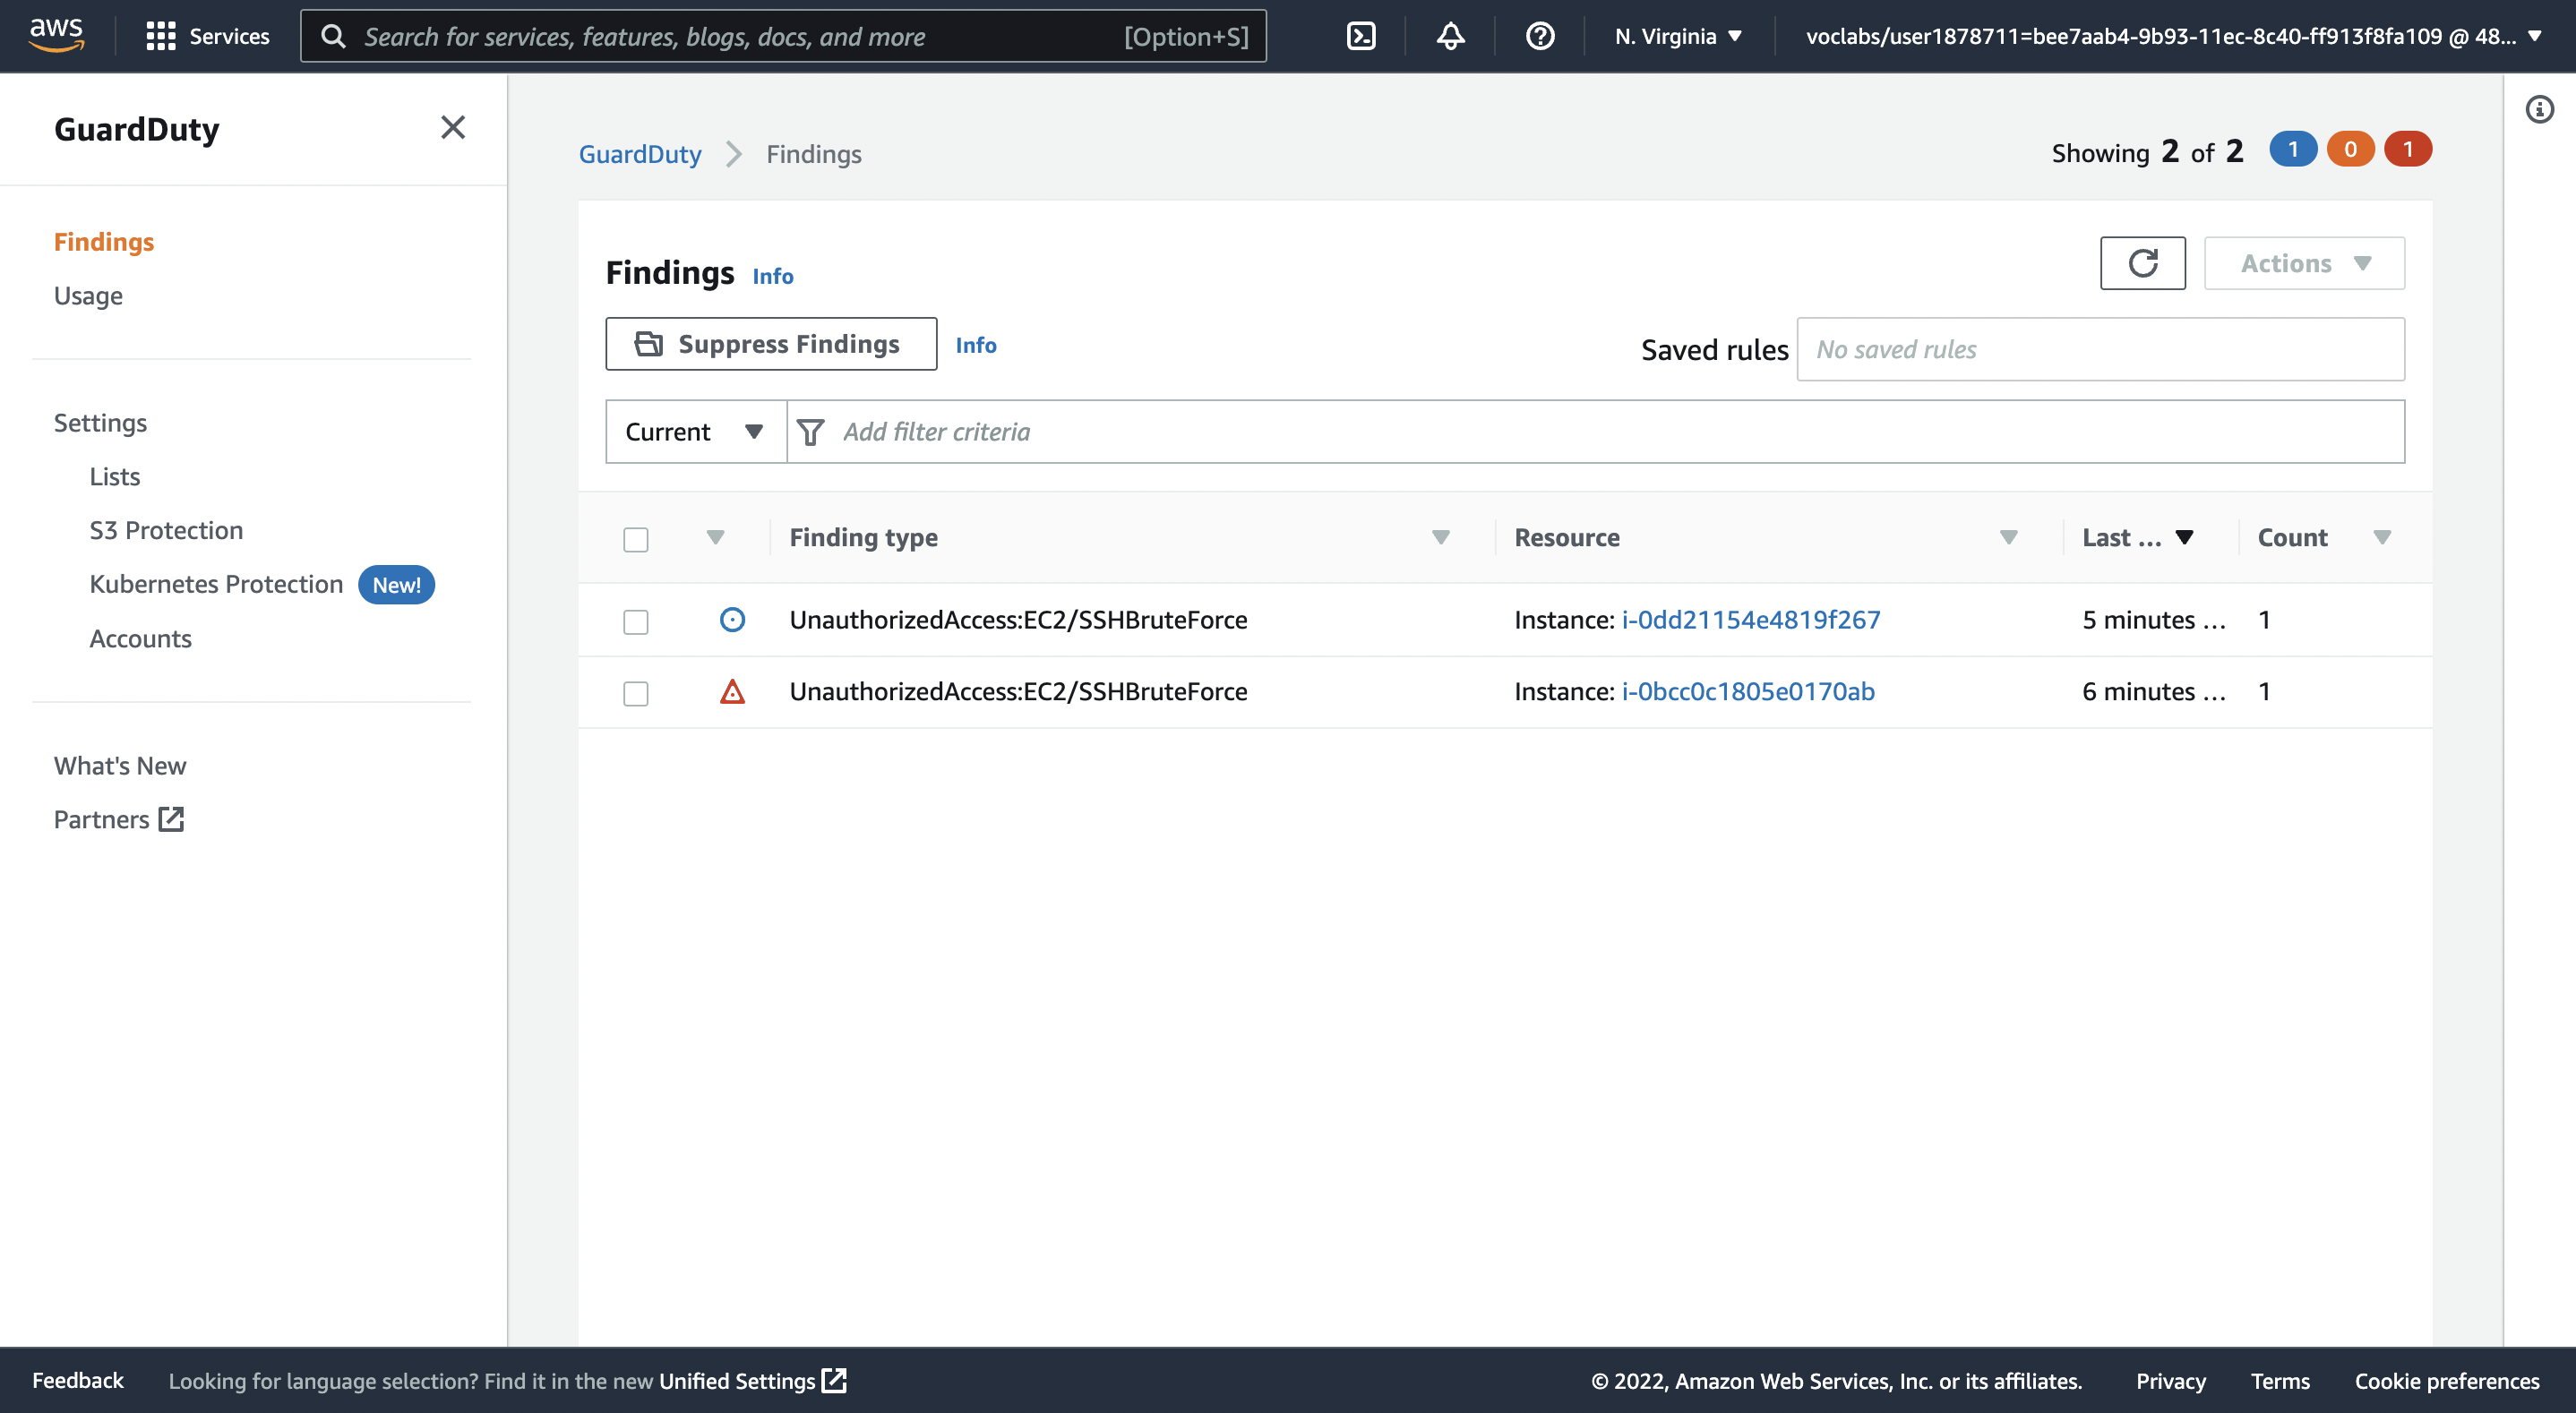 aws Services Search for services, features, blogs, docs, and more [Option+S] N. Virginia voclabs/user1878711=bee7aab4-9b93-11ec-8c40-ff913f8fa109 @ 48...
GuardDuty
Findings
Usage
Settings
Lists
S3 Protection
Kubernetes Protection New!
Accounts
What's New
Partners
GuardDuty Findings
Showing 2 of 2 1 0 1
Findings Info
Actions
Suppress Findings Info
Saved rules No saved rules
Current Add filter criteria
Finding type Resource Last ... Count
UnauthorizedAccess:EC2/SSHBruteForce Instance: i-0dd21154e4819f267 5 minutes ... 1
UnauthorizedAccess:EC2/SSHBruteForce Instance: i-0bcc0c1805e0170ab 6 minutes ... 1
Feedback Looking for language selection? Find it in the new Unified Settings © 2022, Amazon Web Services, Inc. or its affiliates. Privacy Terms Cookie preferences